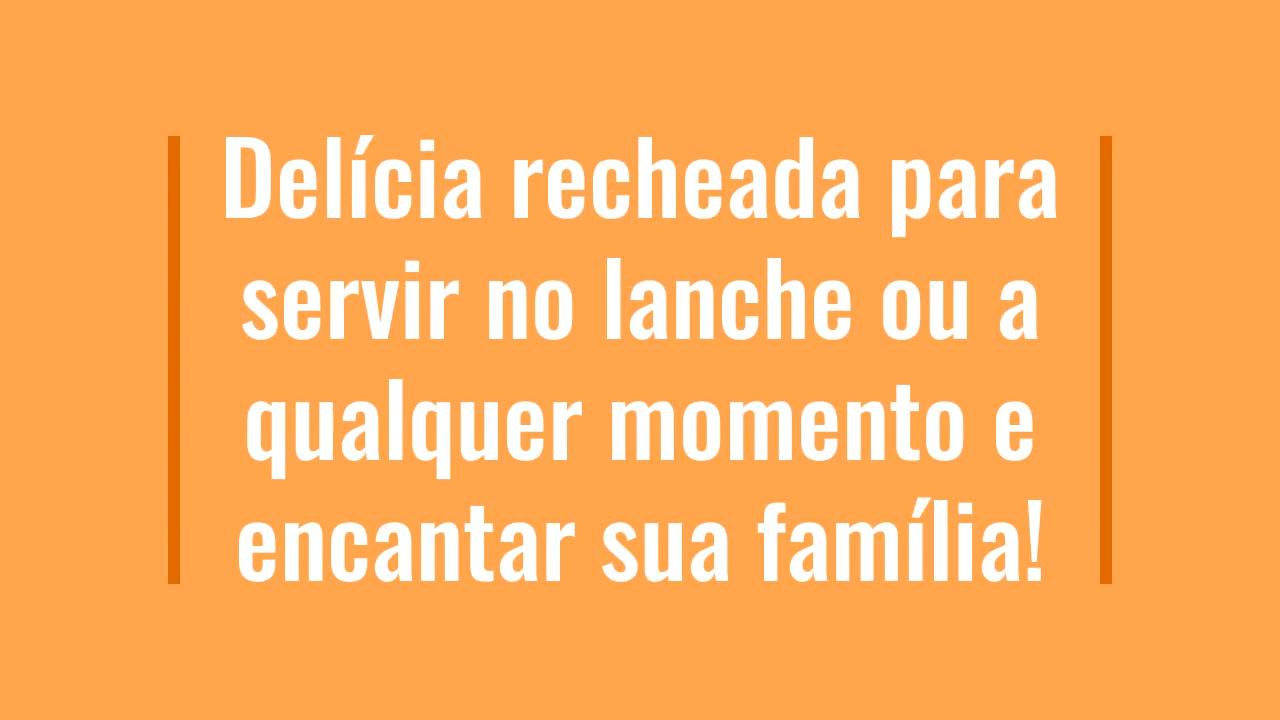 Delícia recheada para
servir no lanche ou a
qualquer momento e
encantar sua família!